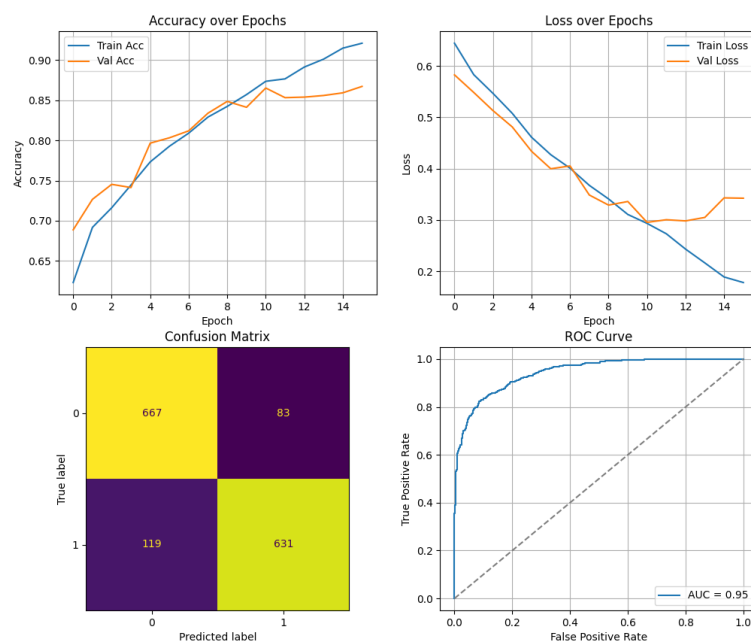 Accuracy over Epochs
Train Acc
Val Acc
Accuracy
0.90
0.85
0.80
0.75
0.70
0.65
0 2 4 6 8 10 12 14
Epoch
Loss over Epochs
Train Loss
Val Loss
Loss
0.6
0.5
0.4
0.3
0.2
0 2 4 6 8 10 12 14
Epoch
Confusion Matrix
True label
0
1
667 83
119 631
0 1
Predicted label
ROC Curve
True Positive Rate
1.0
0.8
0.6
0.4
0.2
0.0
AUC = 0.95
0.0 0.2 0.4 0.6 0.8 1.0
False Positive Rate